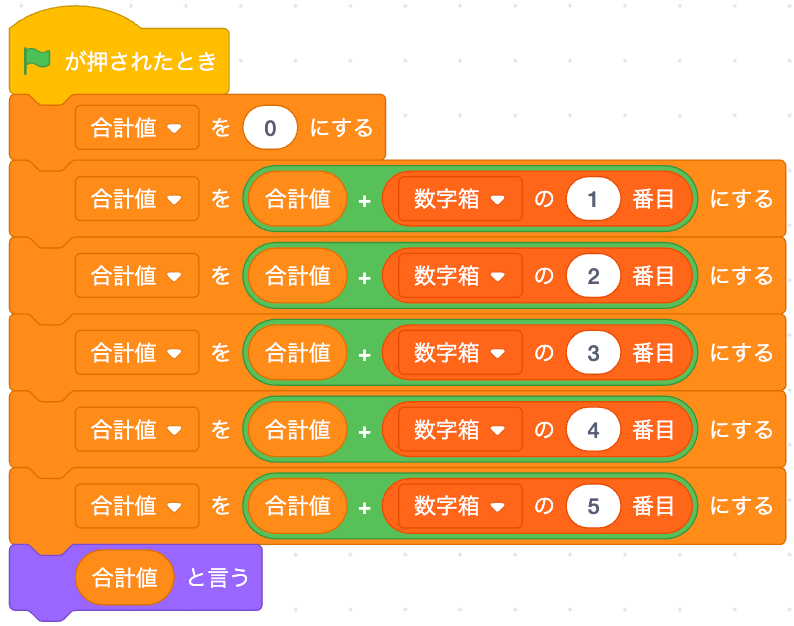 が押されたとき
合計値 を 0 にする
合計値 を 合計値 + 数字箱 の 1 番目 にする
合計値 を 合計値 + 数字箱 の 2 番目 にする
合計値 を 合計値 + 数字箱 の 3 番目 にする
合計値 を 合計値 + 数字箱 の 4 番目 にする
合計値 を 合計値 + 数字箱 の 5 番目 にする
合計値 と言う